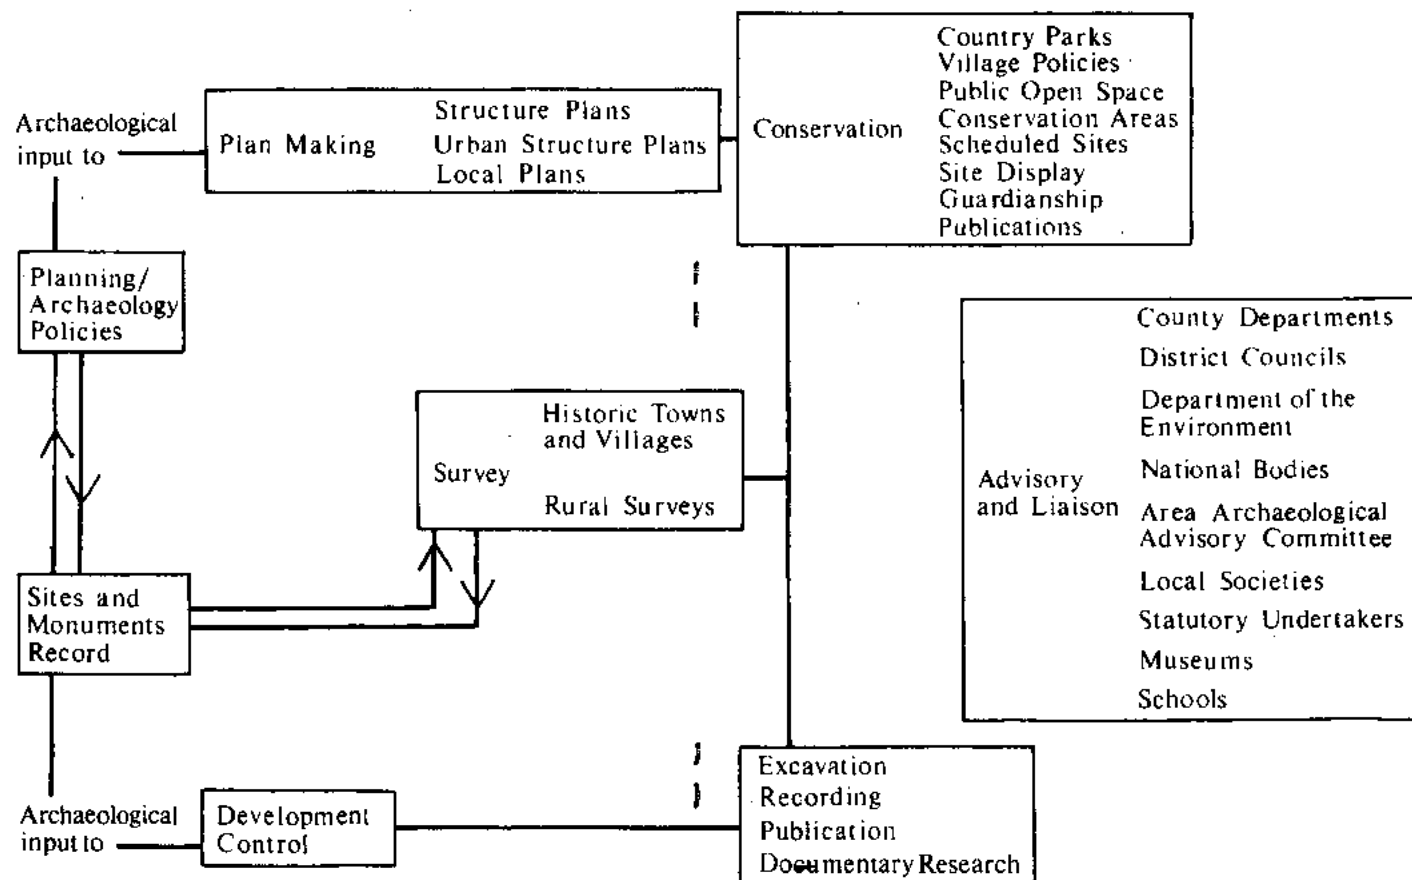 Archaeological
input to
Plan Making
Structure Plans
Urban Structure Plans
Local Plans
Conservation
Country Parks
Village Policies
Public Open Space
Conservation Areas
Scheduled Sites
Site Display
Guardianship
Publications
Planning/
Archaeology
Policies
Survey
Historic Towns
and Villages
Rural Surveys
Advisory
and Liaison
County Departments
District Councils
Department of the
Environment
National Bodies
Area Archaeological
Advisory Committee
Local Societies
Statutory Undertakers
Museums
Schools
Sites and
Monuments
Record
Archaeological
input to
Development
Control
Excavation
Recording
Publication
Documentary Research